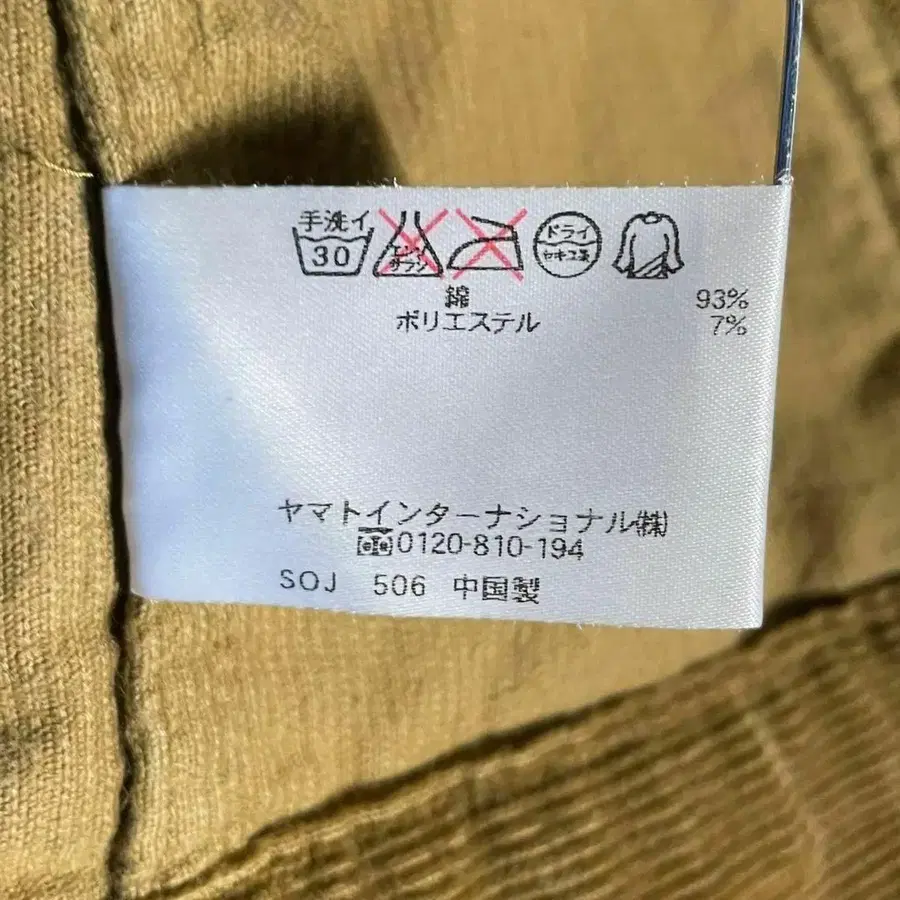 手洗イ
30
エンソ
サラシ
ドライ
セキユ系
綿 93%
ポリエステル 7%
ヤマトインターナショナル㈱
0120-810-194
SOJ 506 中国製